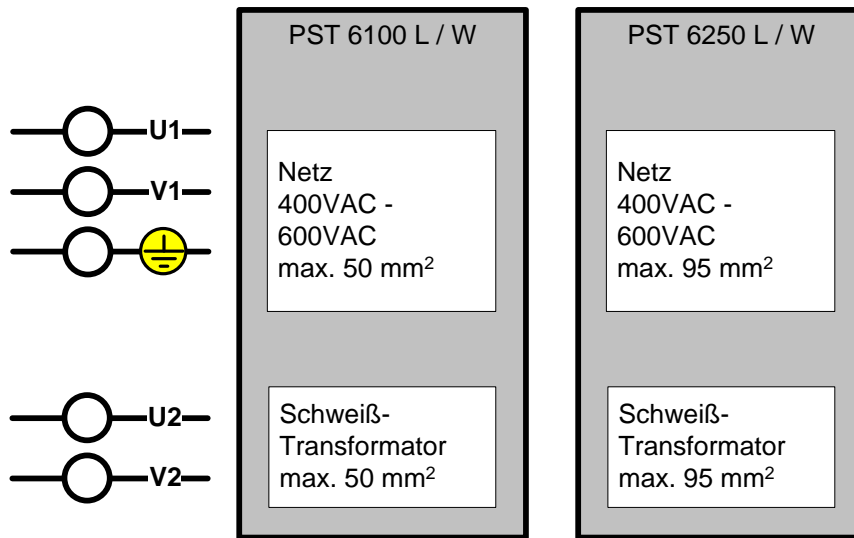 PST 6100 L / W
PST 6250 L / W
U1
V1
U2
V2
Netz
400VAC -
600VAC
max. 50 mm²
Schweiß-
Transformator
max. 50 mm²
Netz
400VAC -
600VAC
max. 95 mm²
Schweiß-
Transformator
max. 95 mm²